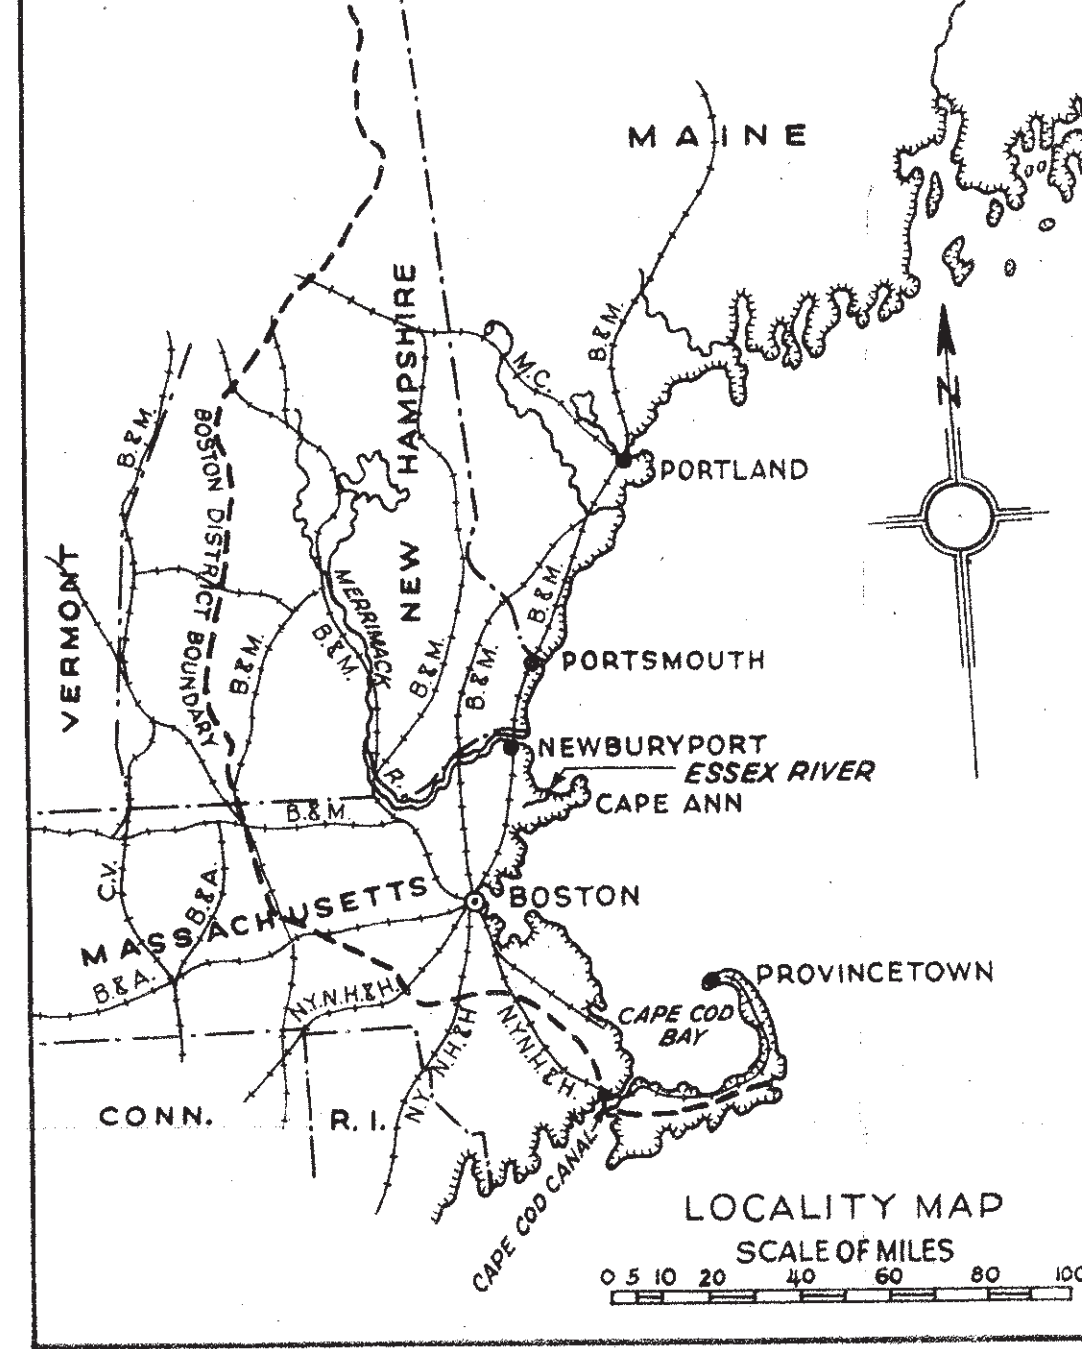 MAINE
NEW HAMPSHIRE
B.&M.
M.C.
N
B.&M.
BOSTON DISTRICT BOUNDARY
PORTLAND
VERMONT
MERRIMACK
R.
B.&M.
B.&M.
B.&M.
B.&M.
B.&M.
PORTSMOUTH
NEWBURYPORT
ESSEX RIVER
CAPE ANN
B.&M.
C.V.
B.&A.
MASSACHUSETTS
BOSTON
B.&A.
PROVINCETOWN
N.Y.N.H.&H.
CAPE COD
BAY
N.Y.N.H.&H.
N.Y. N.H.&H
CONN.
R.I.
CAPE COD CANAL
LOCALITY MAP
SCALE OF MILES
0 5 10 20 40 60 80 100